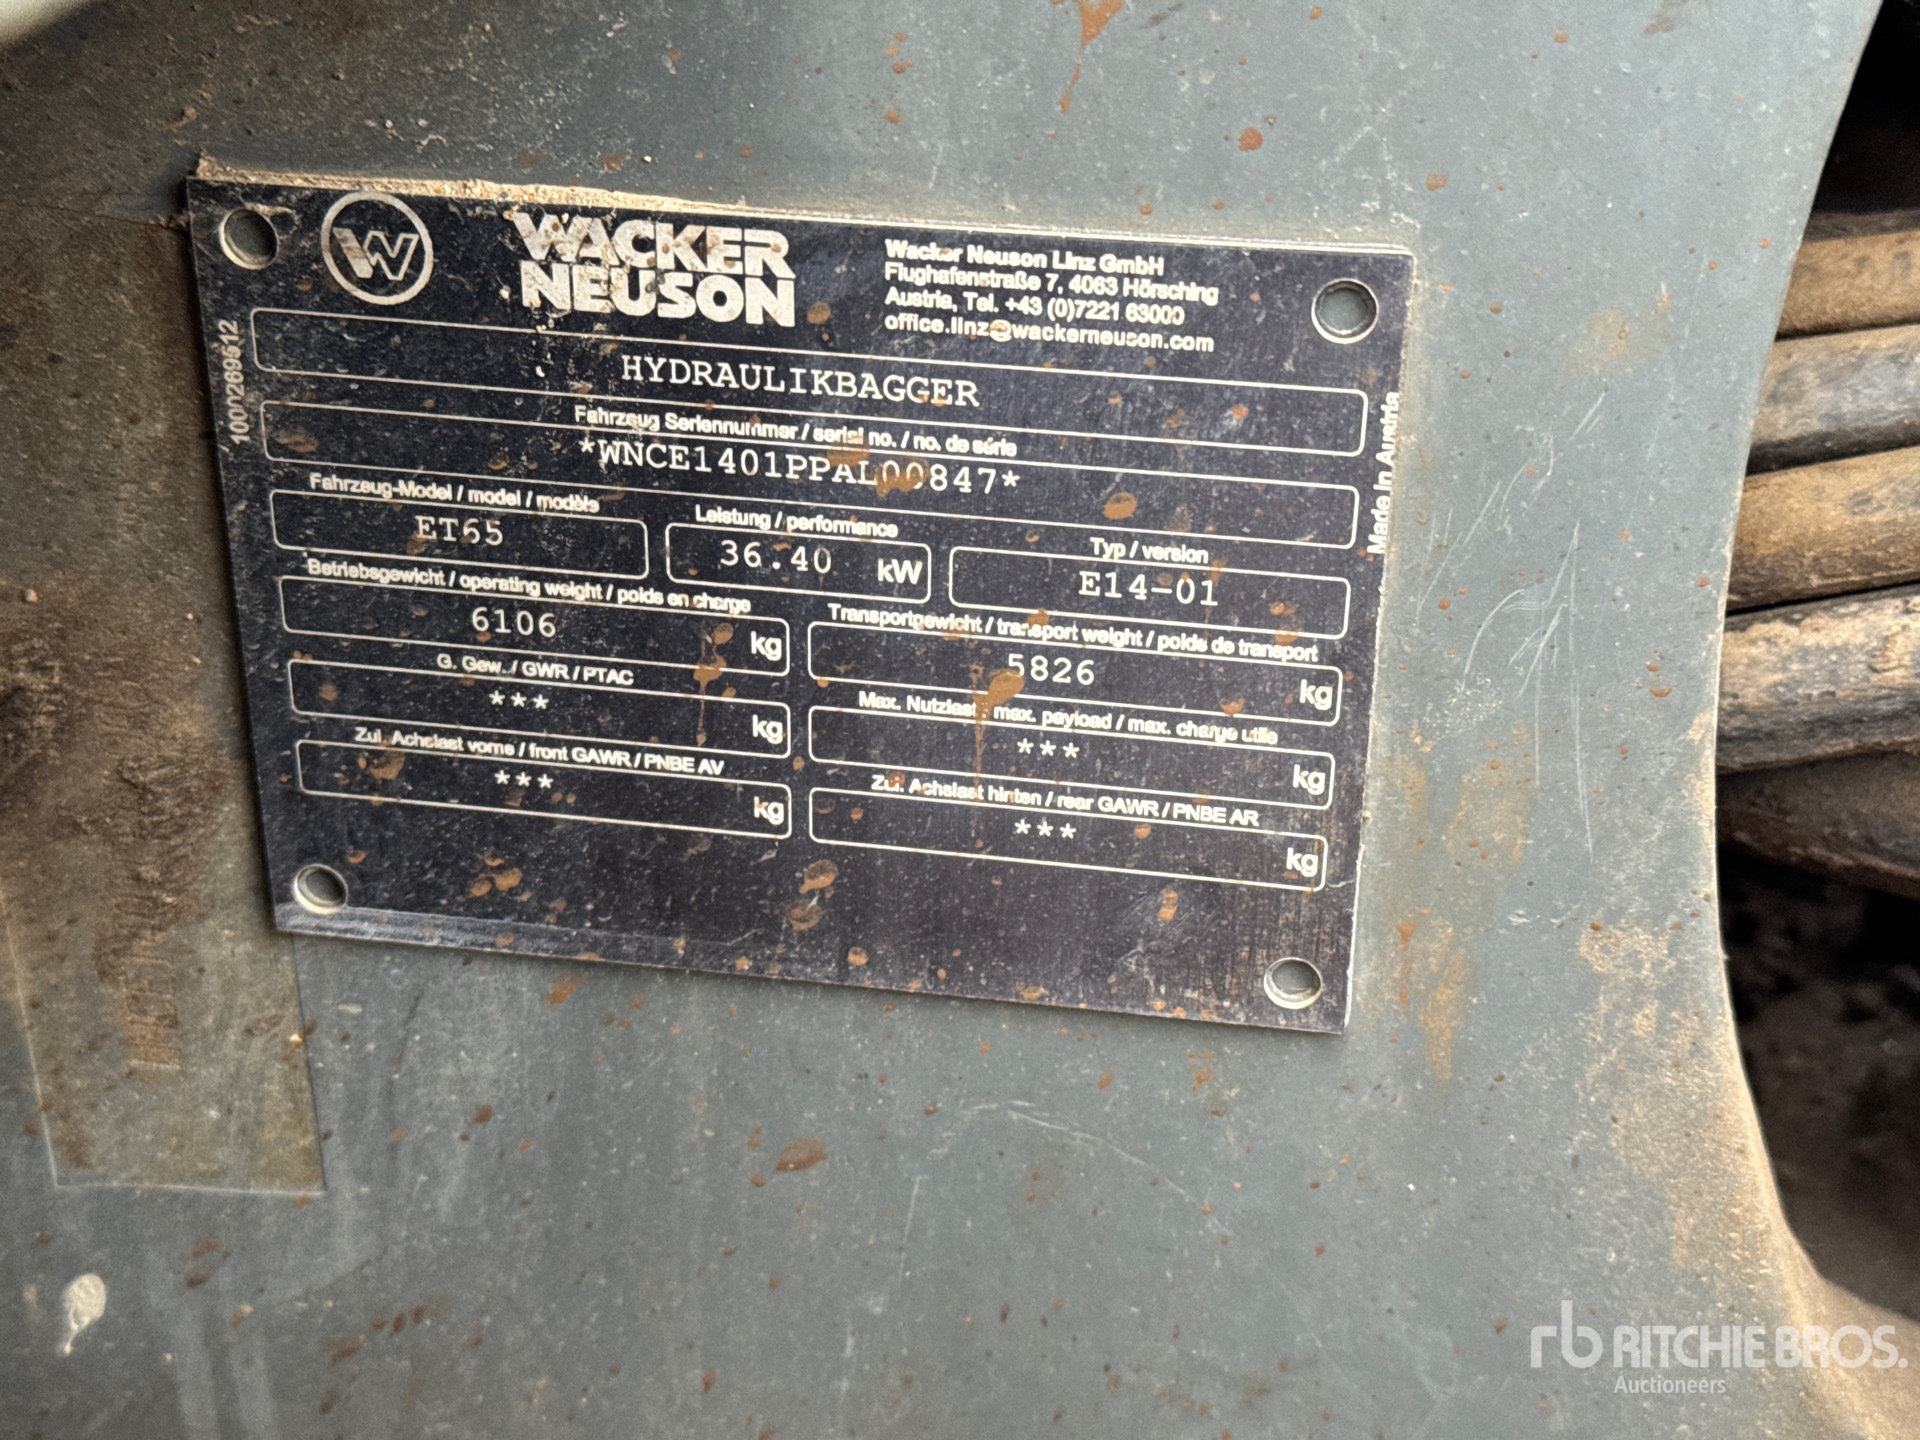 WACKER
NEUSON
Wacker Neuson Linz GmbH
Flughafenstraße 7, 4063 Hörsching
Austria, Tel. +43 (0)7221 63000
office.linz@wackerneuson.com
1000269512
HYDRAULIKBAGGER
Fahrzeug Seriennummer / serial no. / no. de série
*WNCE1401PPAL00847*
Made in Austria
Fahrzeug-Model / model / modèle
ET65
Leistung / performance
36.40 kW
Typ / version
E14-01
Betriebsgewicht / operating weight / poids en charge
6106 kg
Transportgewicht / transport weight / poids de transport
5826 kg
G. Gew. / GWR / PTAC
*** kg
Max. Nutzlast / max. payload / max. charge utile
*** kg
Zul. Achslast vorne / front GAWR / PNBE AV
*** kg
Zul. Achslast hinten / rear GAWR / PNBE AR
*** kg
rb RITCHIE BROS.
Auctioneers